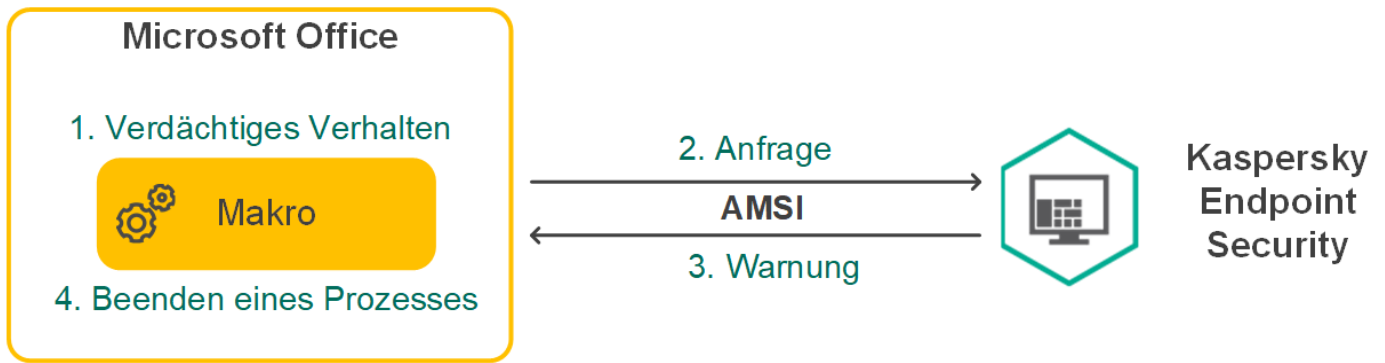 Microsoft Office
1. Verdächtiges Verhalten
Makro
4. Beenden eines Prozesses
2. Anfrage
AMSI
3. Warnung
Kaspersky
Endpoint
Security